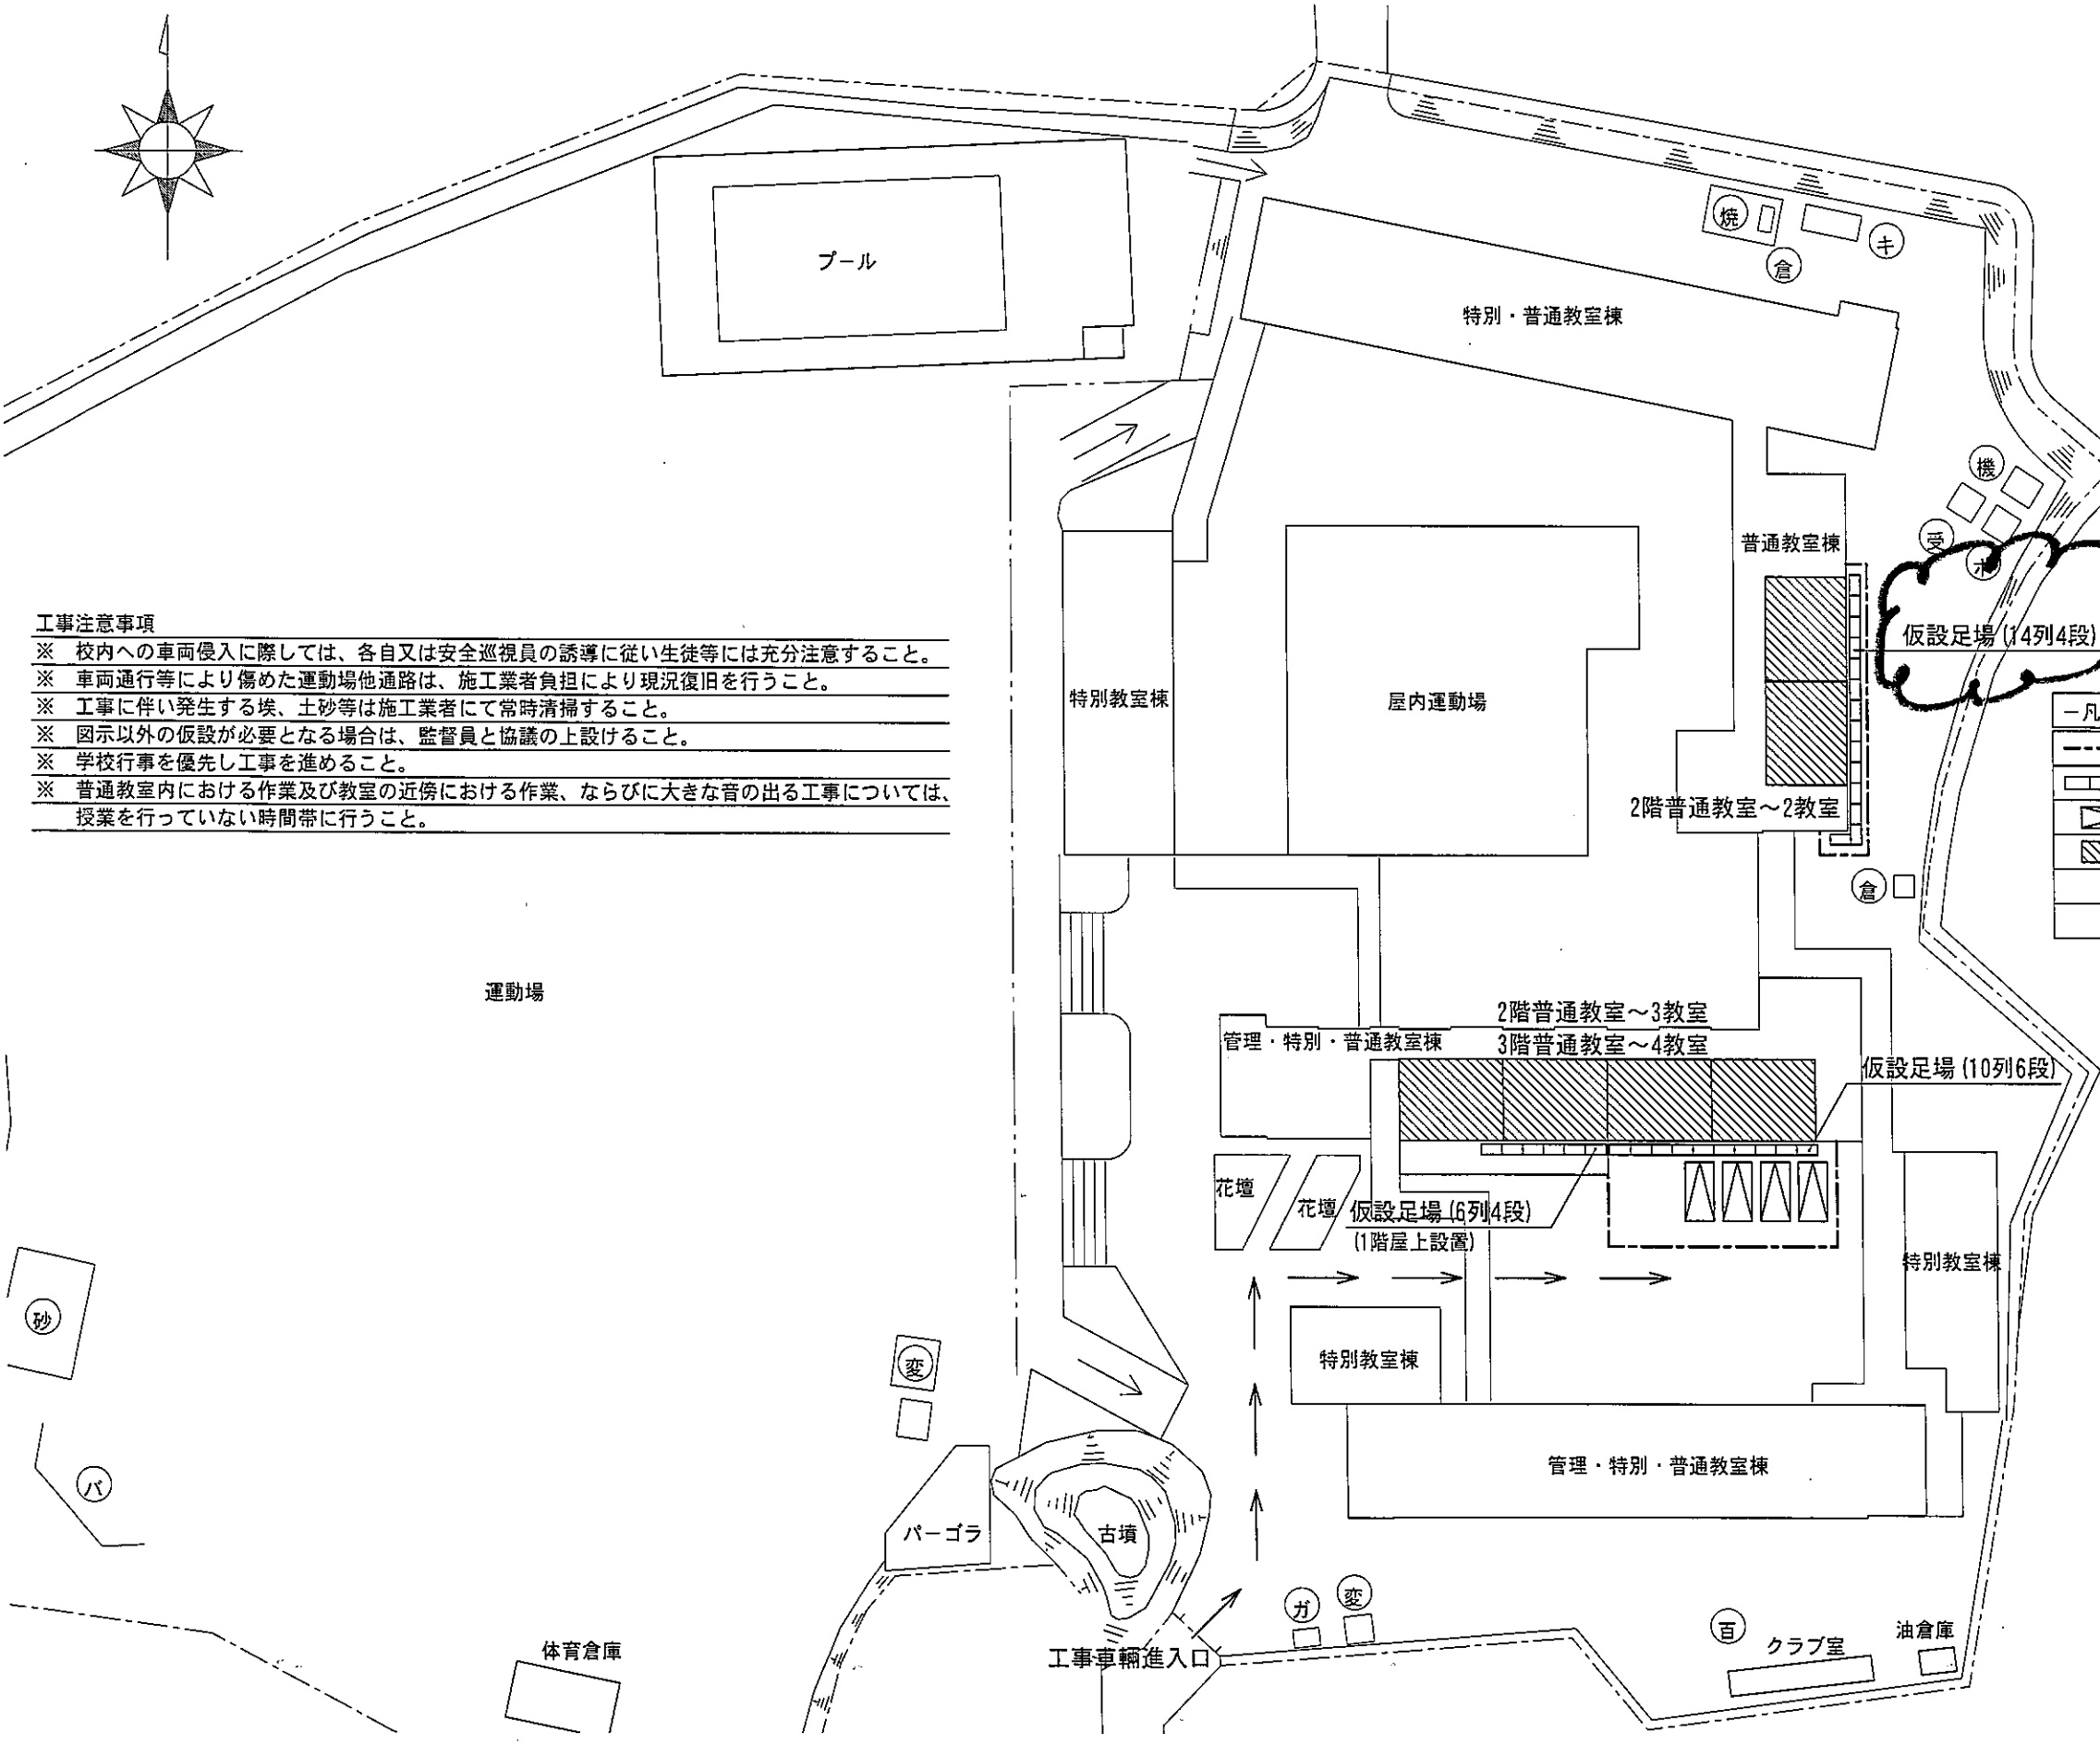 プール
焼
倉
キ
特別・普通教室棟
機
受
普通教室棟
仮設足場(14列4段)
工事注意事項
※ 校内への車両侵入に際しては、各自又は安全巡視員の誘導に従い生徒等には充分注意すること。
※ 車両通行等により傷めた運動場他通路は、施工業者負担により現況復旧を行うこと。
※ 工事に伴い発生する埃、土砂等は施工業者にて常時清掃すること。
※ 図示以外の仮設が必要となる場合は、監督員と協議の上設けること。
※ 学校行事を優先し工事を進めること。
※ 普通教室内における作業及び教室の近傍における作業、ならびに大きな音の出る工事については、
授業を行っていない時間帯に行うこと。
特別教室棟
屋内運動場
一凡
2階普通教室～2教室
倉
運動場
2階普通教室～3教室
管理・特別・普通教室棟
3階普通教室～4教室
仮設足場(10列6段)
花壇
花壇
仮設足場(6列4段)
(1階屋上設置)
特別教室棟
砂
変
特別教室棟
管理・特別・普通教室棟
バ
パーゴラ
古墳
ガ
変
百
クラブ室
油倉庫
体育倉庫
工事車輛進入口